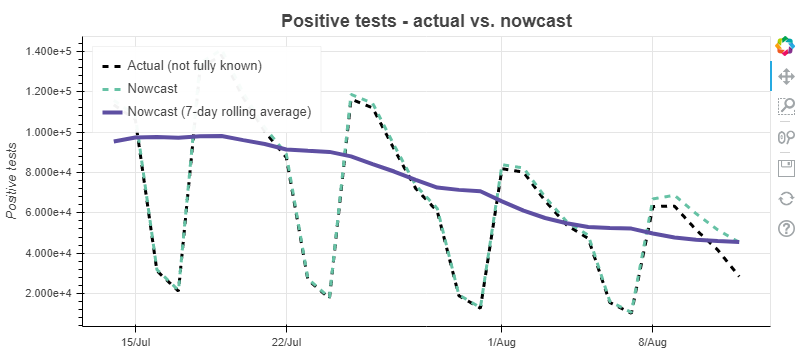 Positive tests - actual vs. nowcast
Positive tests
1.400e+5
1.200e+5
1.000e+5
8.000e+4
6.000e+4
4.000e+4
2.000e+4
Actual (not fully known)
Nowcast
Nowcast (7-day rolling average)
15/Jul
22/Jul
1/Aug
8/Aug